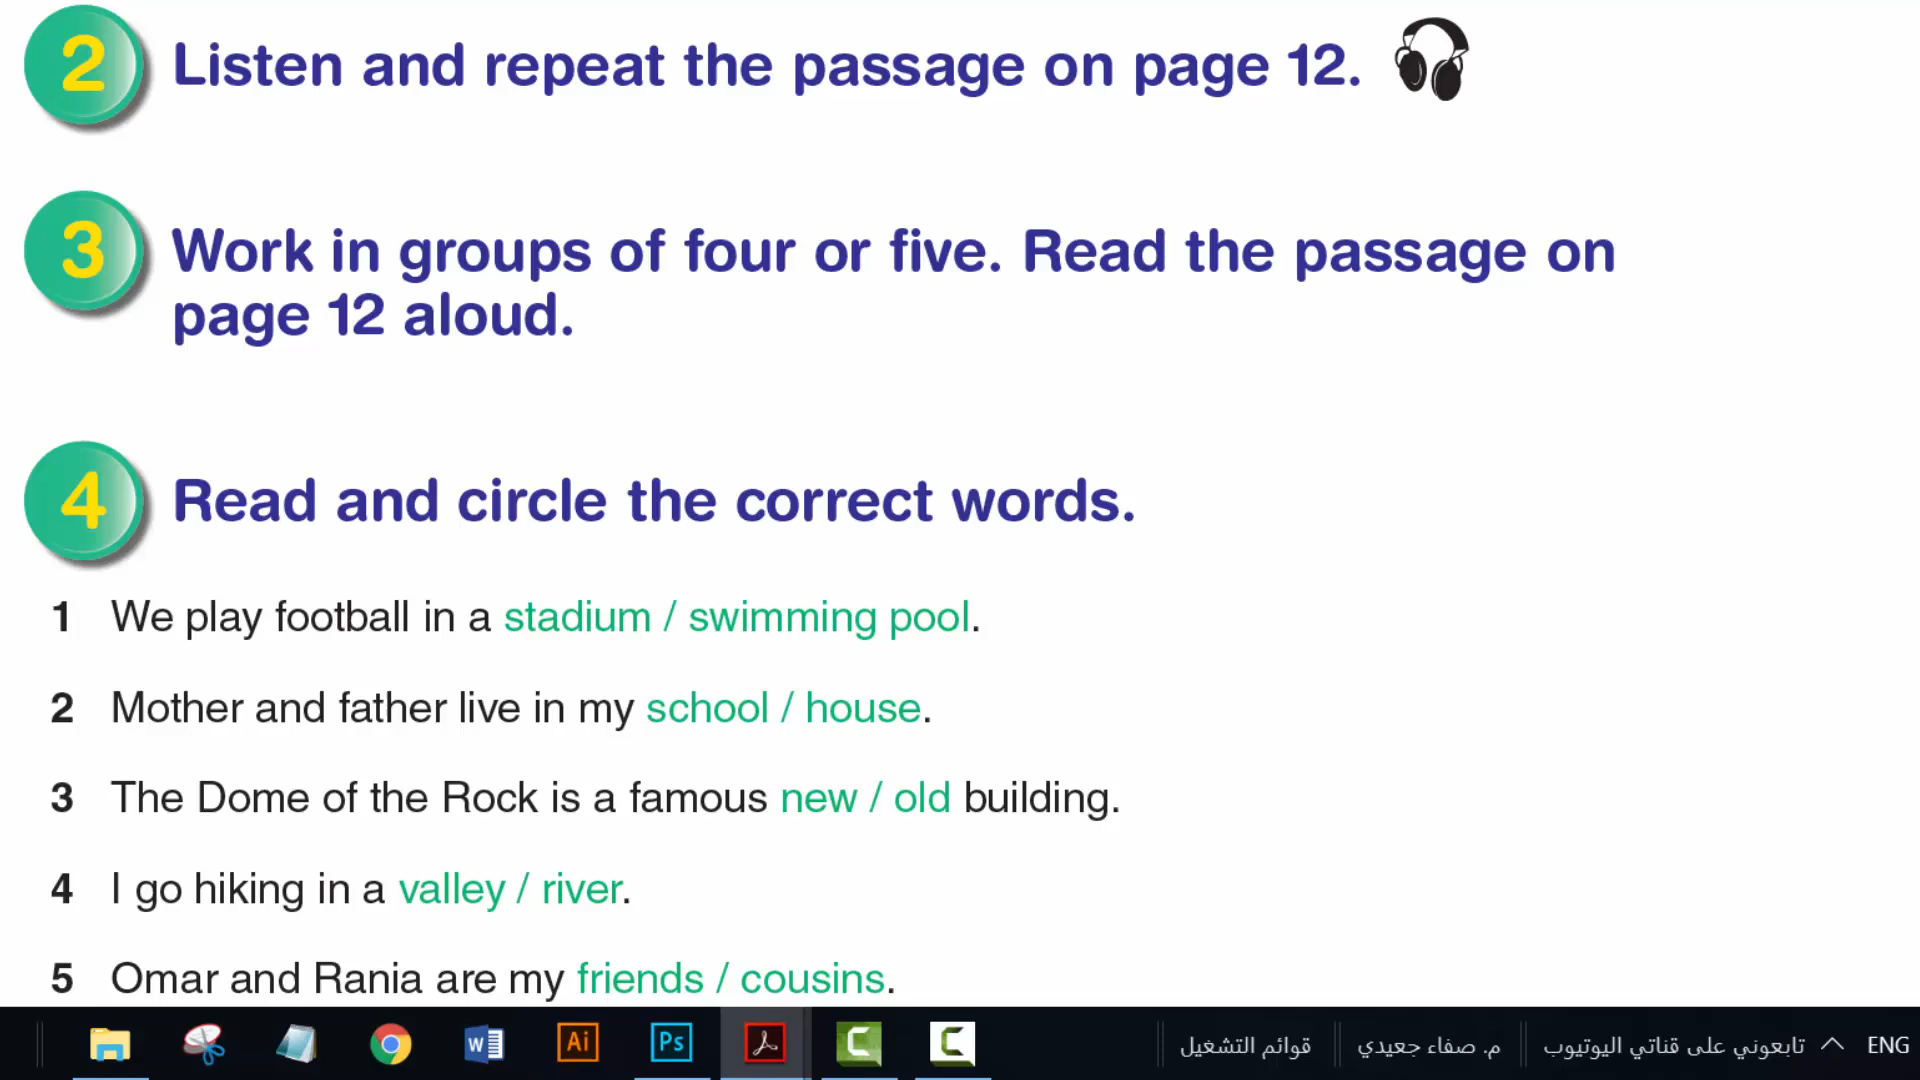 2 Listen and repeat the passage on page 12.
3 Work in groups of four or five. Read the passage on
page 12 aloud.
4 Read and circle the correct words.
1 We play football in a stadium / swimming pool.
2 Mother and father live in my school / house.
3 The Dome of the Rock is a famous new / old building.
4 I go hiking in a valley / river.
5 Omar and Rania are my friends / cousins.
W Ai Ps C C قوائم التشغيل م. صفاء جعيدي تابعوني على قناتي اليوتيوب ENG